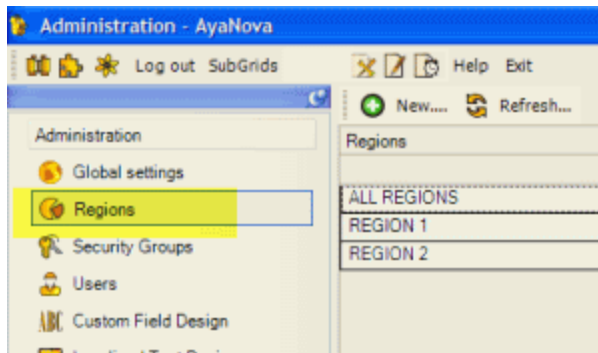 Administration - AyaNova
Log out SubGrids Help Exit
New.... Refresh...
Administration
Global settings
Regions
Security Groups
Users
ABC Custom Field Design
Regions
ALL REGIONS
REGION 1
REGION 2